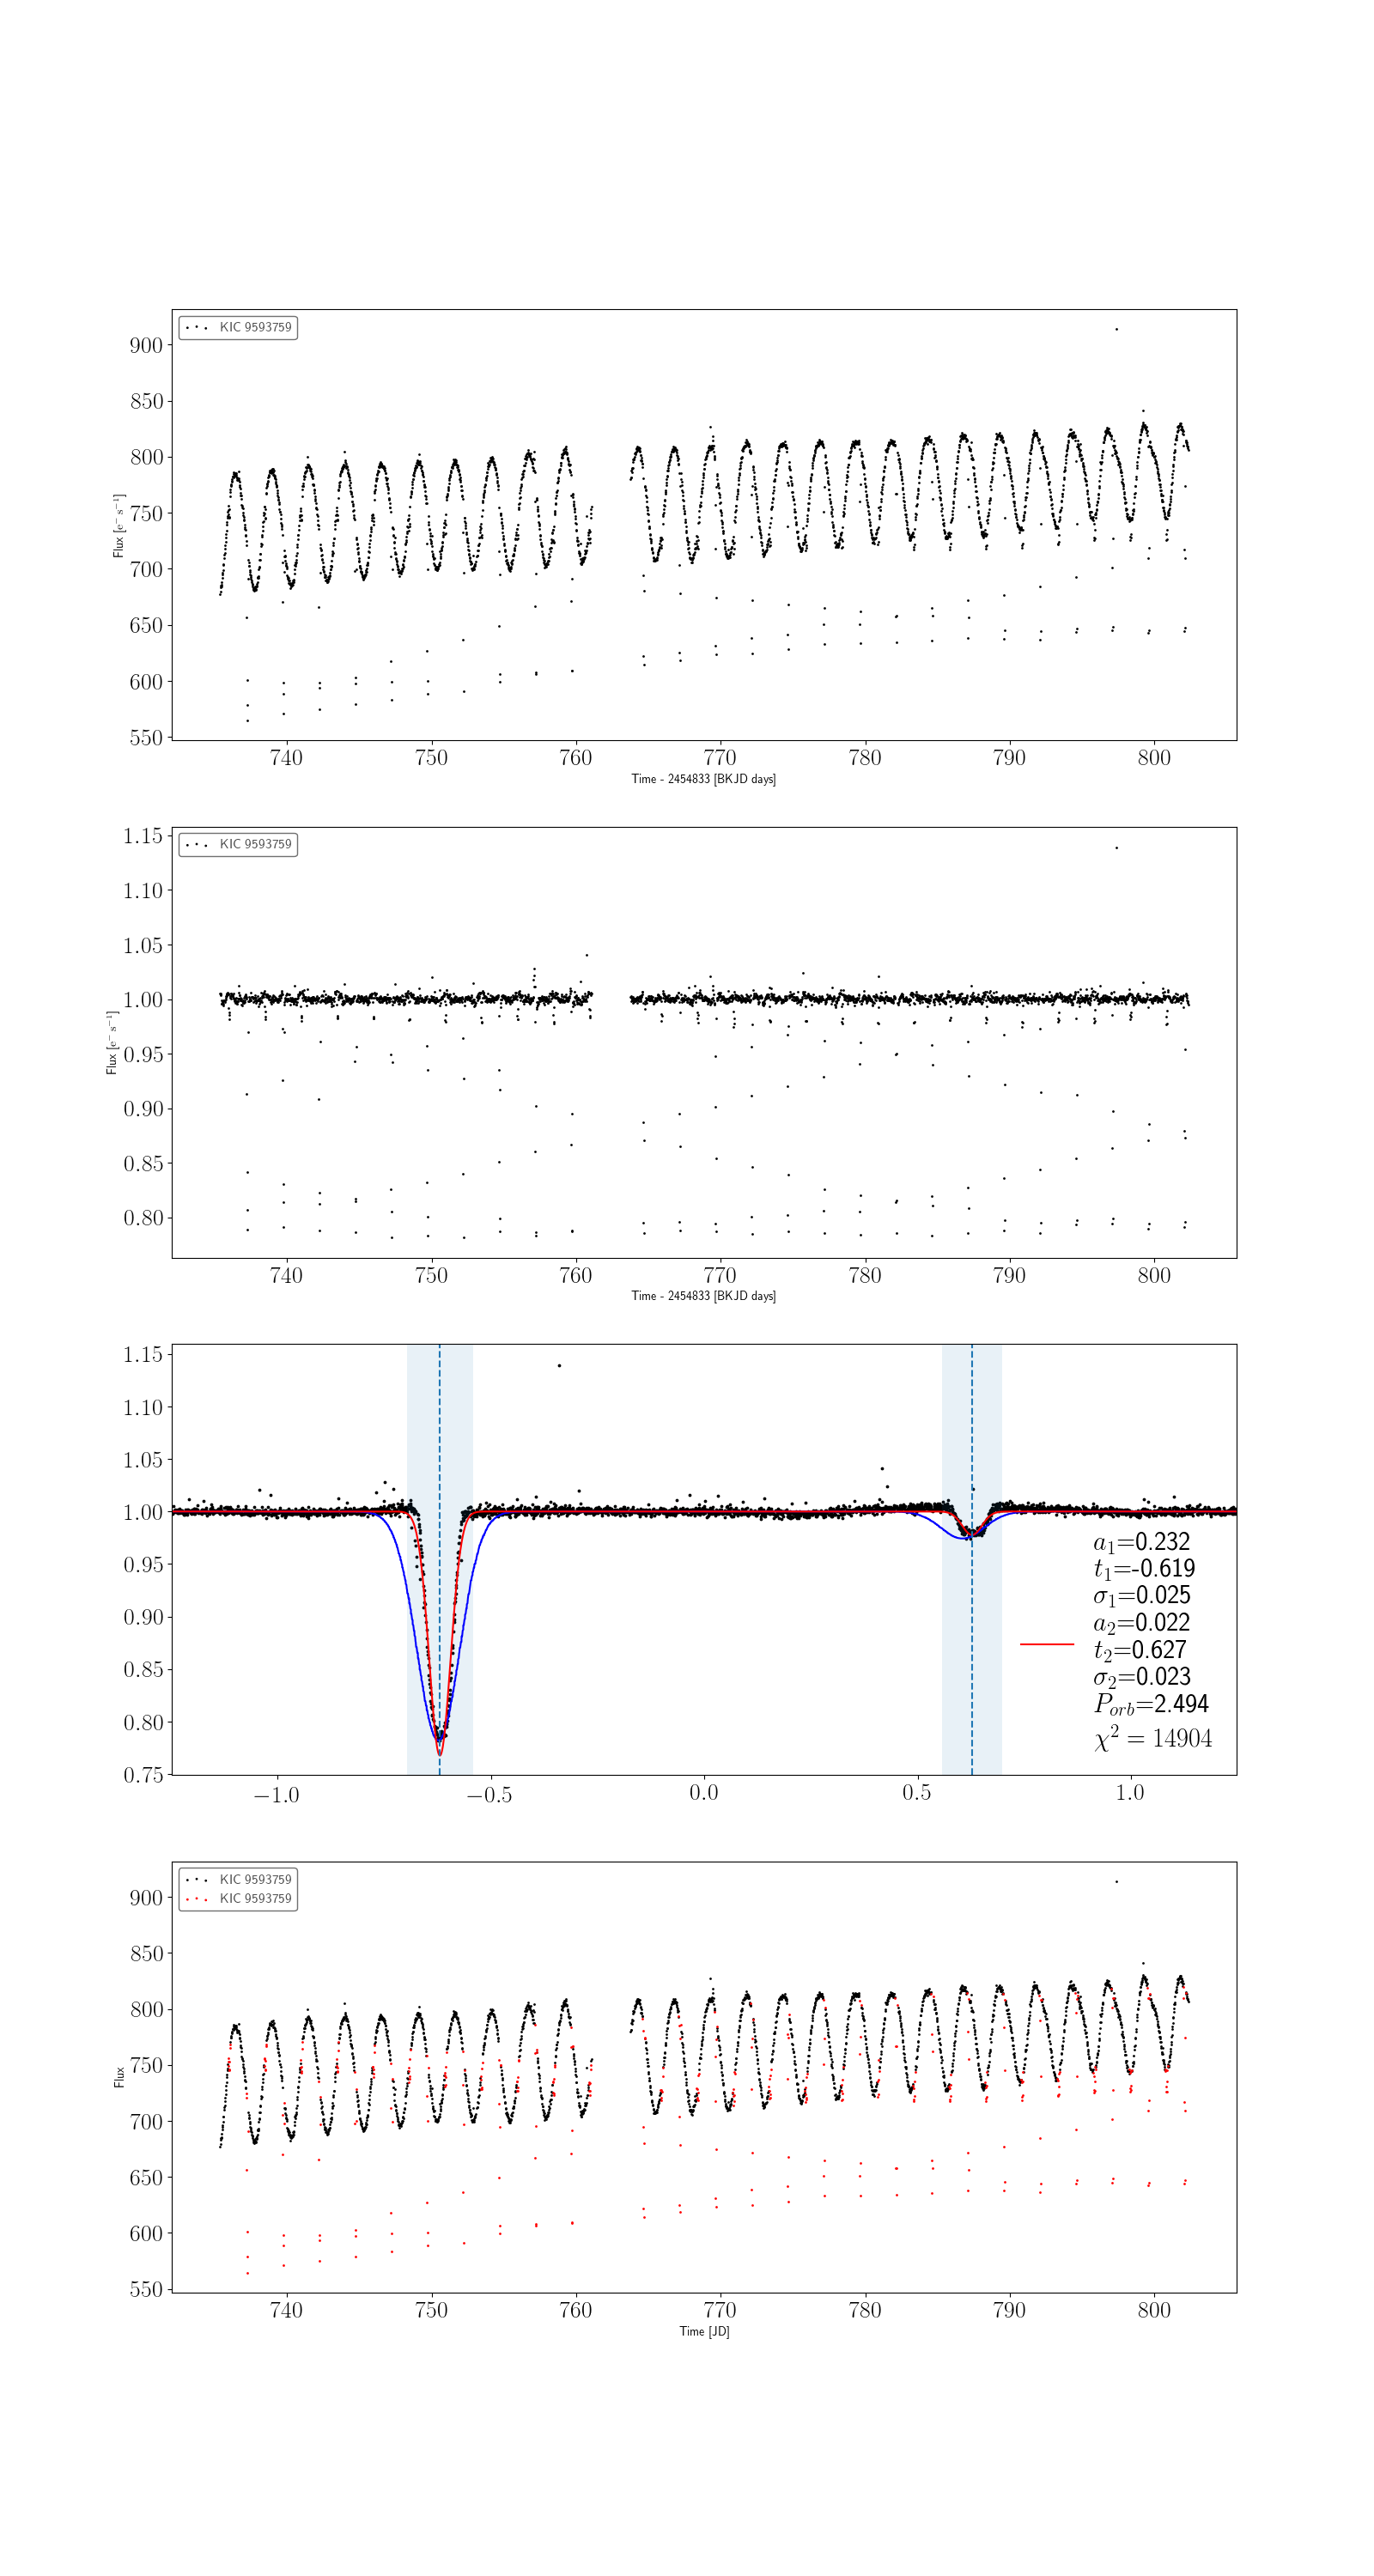 KIC 9593759
900
850
800
750
700
650
600
550
Flux [e⁻ s⁻¹]
740 750 760 770 780 790 800
Time - 2454833 [BKJD days]
KIC 9593759
1.15
1.10
1.05
1.00
0.95
0.90
0.85
0.80
Flux [e⁻ s⁻¹]
740 750 760 770 780 790 800
Time - 2454833 [BKJD days]
1.15
1.10
1.05
1.00
0.95
0.90
0.85
0.80
0.75
a₁=0.232
t₁=-0.619
σ₁=0.025
a₂=0.022
t₂=0.627
σ₂=0.023
P_orb=2.494
χ² = 14904
−1.0 −0.5 0.0 0.5 1.0
KIC 9593759
KIC 9593759
900
850
800
750
700
650
600
550
Flux
740 750 760 770 780 790 800
Time [JD]